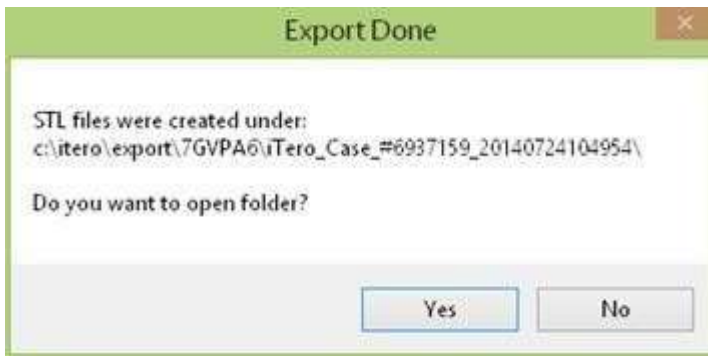 Export Done
STL files were created under:
c:\itero\export\7GVPA6\iTero_Case_#6937159_20140724104954\
Do you want to open folder?
Yes
No